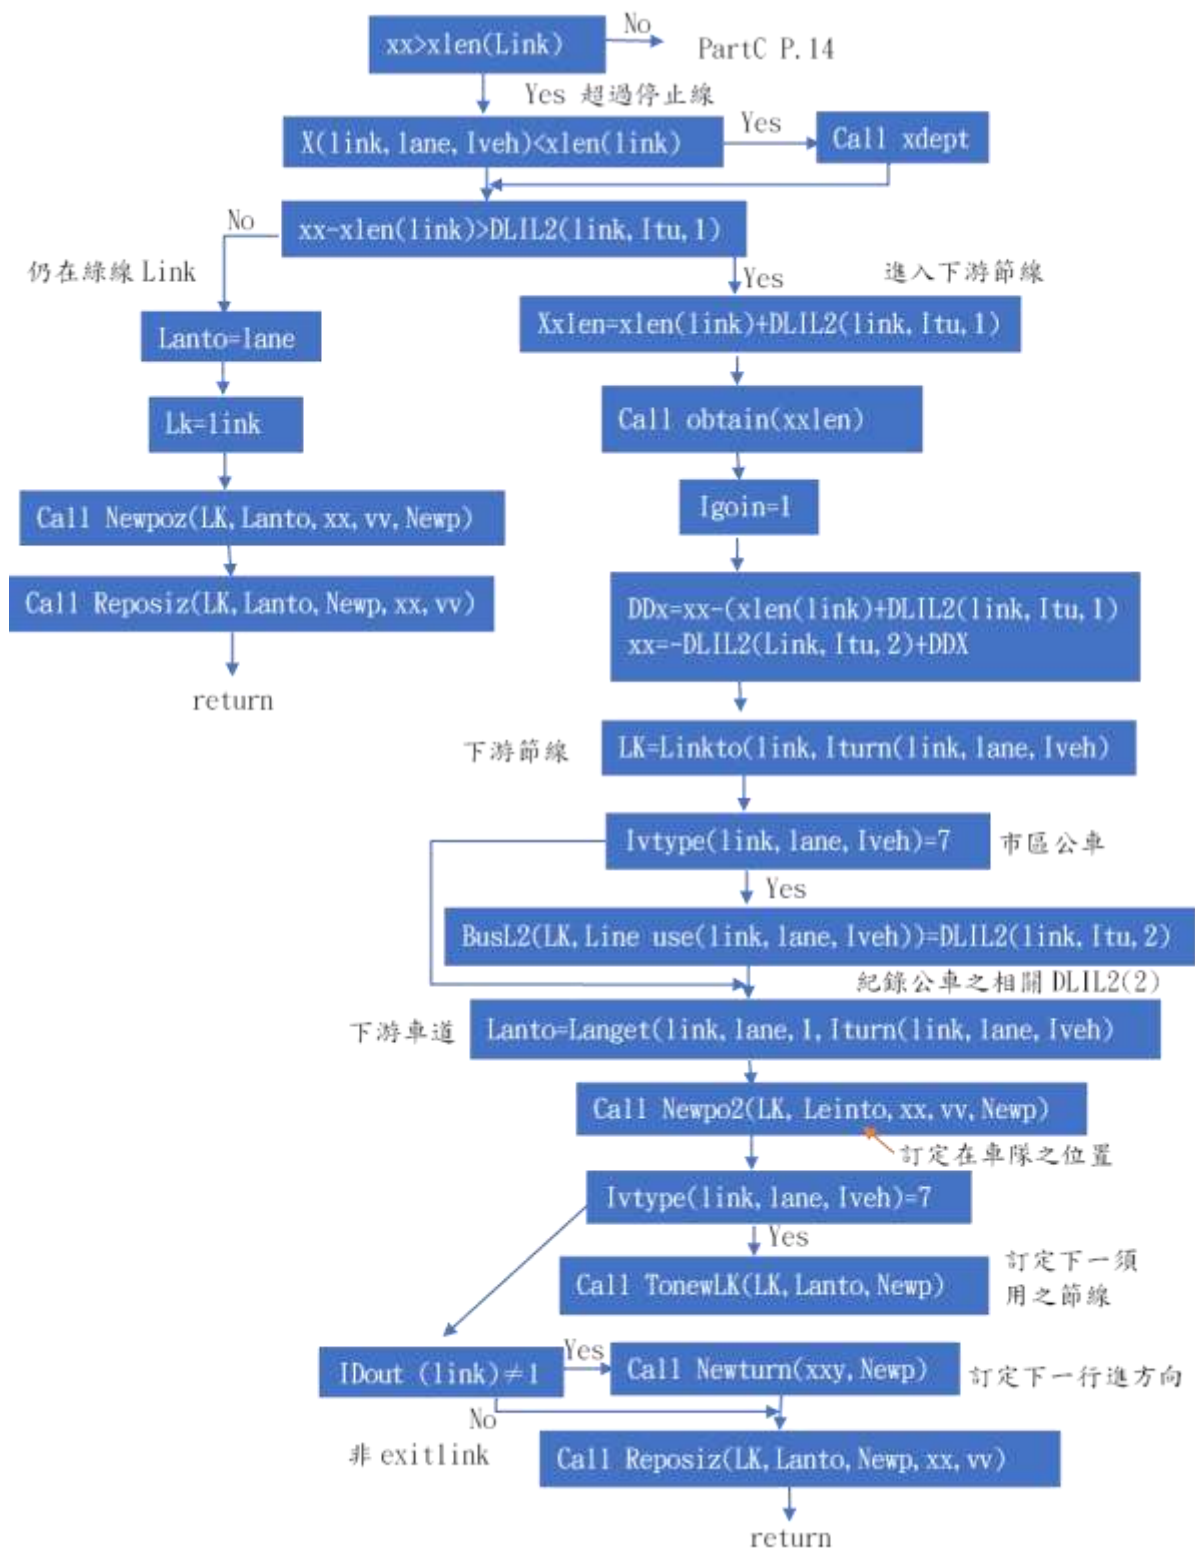 xx>xlen(Link)
No
PartC P.14
Yes 超過停止線
X(link,lane,Iveh)<xlen(link)
Yes
Call xdept
xx-xlen(link)>DLIL2(link,Itu,1)
No
仍在綠線 Link
Yes
進入下游節線
Lanto=lane
Xxlen=xlen(link)+DLIL2(link,Itu,1)
Lk=link
Call obtain(xxlen)
Call Newpoz(LK,Lanto,xx,vv,Newp)
Igoin=1
Call Reposiz(LK,Lanto,Newp,xx,vv)
return
DDx=xx-(xlen(link)+DLIL2(link,Itu,1)
xx=-DLIL2(Link,Itu,2)+DDX
下游節線
LK=Linkto(link,Iturn(link,lane,Iveh)
Ivtype(link,lane,Iveh)=7
市區公車
Yes
BusL2(LK,Line use(link,lane,Iveh))=DLIL2(link,Itu,2)
紀錄公車之相關 DLIL2(2)
下游車道
Lanto=Langet(link,lane,1,Iturn(link,lane,Iveh)
Call Newpo2(LK, Leinto,xx,vv,Newp)
訂定在車隊之位置
Ivtype(link,lane,Iveh)=7
Yes
Call TonewLK(LK,Lanto,Newp)
訂定下一須
用之節線
IDout (link)≠1
Yes
Call Newturn(xxy,Newp)
訂定下一行進方向
No
非 exitlink
Call Reposiz(LK,Lanto,Newp,xx,vv)
return